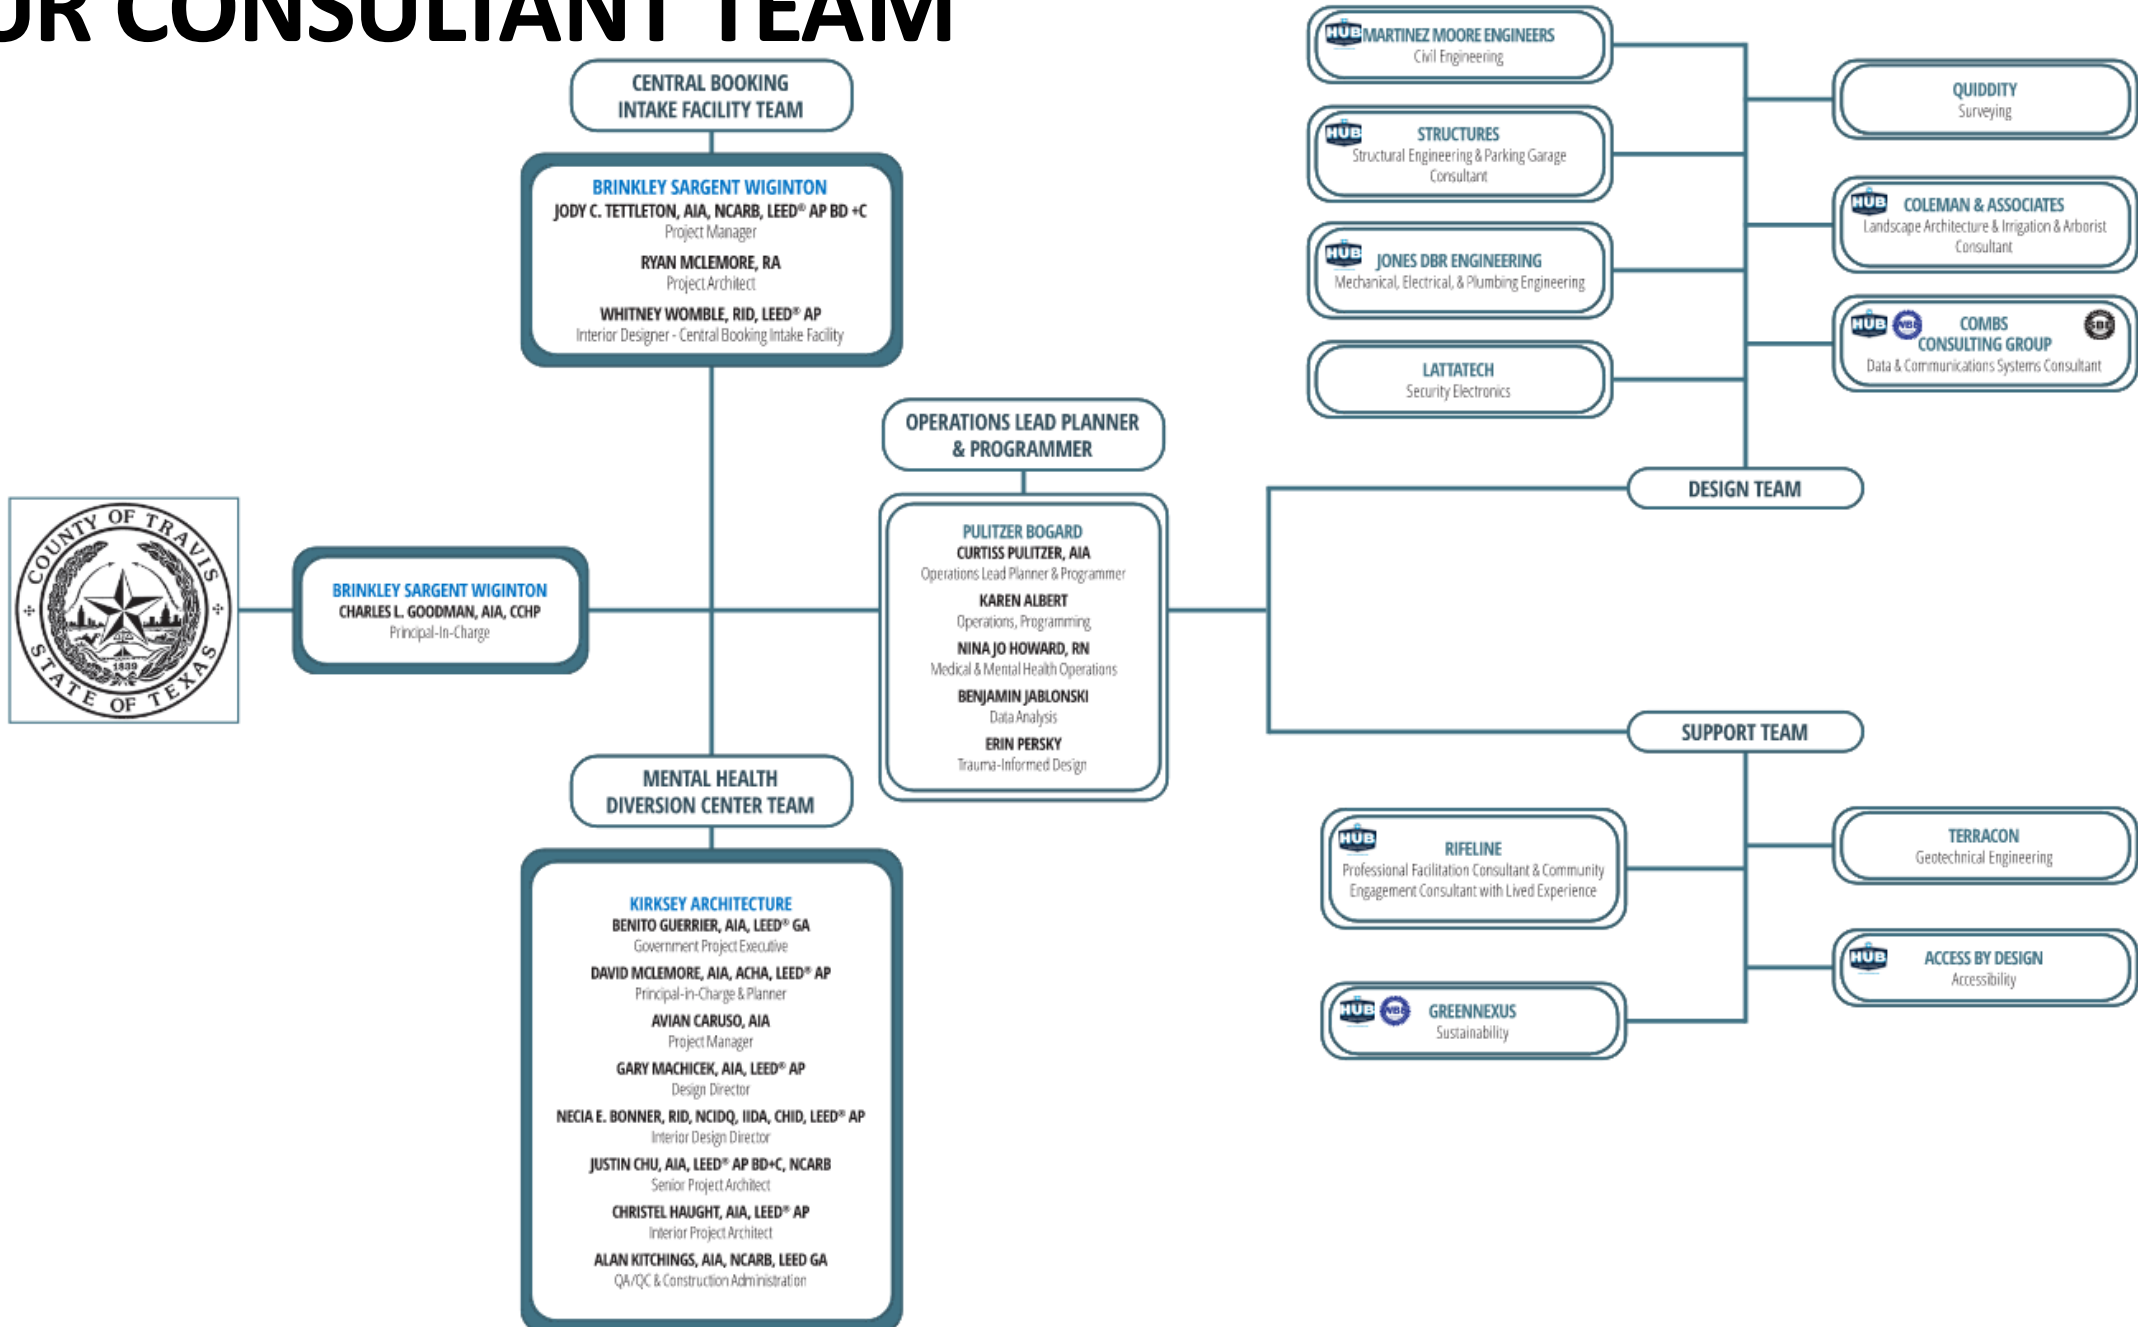 UR CONSULTANT TEAM
CENTRAL BOOKING
INTAKE FACILITY TEAM
BRINKLEY SARGENT WIGINTON
JODY C. TETTLETON, AIA, NCARB, LEED® AP BD +C
Project Manager
RYAN MCLEMORE, RA
Project Architect
WHITNEY WOMBLE, RID, LEED® AP
Interior Designer - Central Booking Intake Facility
COUNTY OF TRAVIS
1839
STATE OF TEXAS
BRINKLEY SARGENT WIGINTON
CHARLES L. GOODMAN, AIA, CCHP
Principal-In-Charge
OPERATIONS LEAD PLANNER
& PROGRAMMER
PULITZER BOGARD
CURTISS PULITZER, AIA
Operations Lead Planner & Programmer
KAREN ALBERT
Operations, Programming
NINA JO HOWARD, RN
Medical & Mental Health Operations
BENJAMIN JABLONSKI
Data Analysis
ERIN PERSKY
Trauma-Informed Design
MENTAL HEALTH
DIVERSION CENTER TEAM
KIRKSEY ARCHITECTURE
BENITO GUERRIER, AIA, LEED® GA
Government Project Executive
DAVID MCLEMORE, AIA, ACHA, LEED® AP
Principal-in-Charge & Planner
AVIAN CARUSO, AIA
Project Manager
GARY MACHICEK, AIA, LEED® AP
Design Director
NECIA E. BONNER, RID, NCIDQ, IIDA, CHID, LEED® AP
Interior Design Director
JUSTIN CHU, AIA, LEED® AP BD+C, NCARB
Senior Project Architect
CHRISTEL HAUGHT, AIA, LEED® AP
Interior Project Architect
ALAN KITCHINGS, AIA, NCARB, LEED GA
QA/QC & Construction Administration
HUB MARTINEZ MOORE ENGINEERS
Civil Engineering
HUB STRUCTURES
Structural Engineering & Parking Garage
Consultant
HUB JONES DBR ENGINEERING
Mechanical, Electrical, & Plumbing Engineering
LATTATECH
Security Electronics
QUIDDITY
Surveying
HUB COLEMAN & ASSOCIATES
Landscape Architecture & Irrigation & Arborist
Consultant
HUB WBE COMBS SBE
CONSULTING GROUP
Data & Communications Systems Consultant
DESIGN TEAM
SUPPORT TEAM
HUB RIFELINE
Professional Facilitation Consultant & Community
Engagement Consultant with Lived Experience
HUB WBE GREENNEXUS
Sustainability
TERRACON
Geotechnical Engineering
HUB ACCESS BY DESIGN
Accessibility